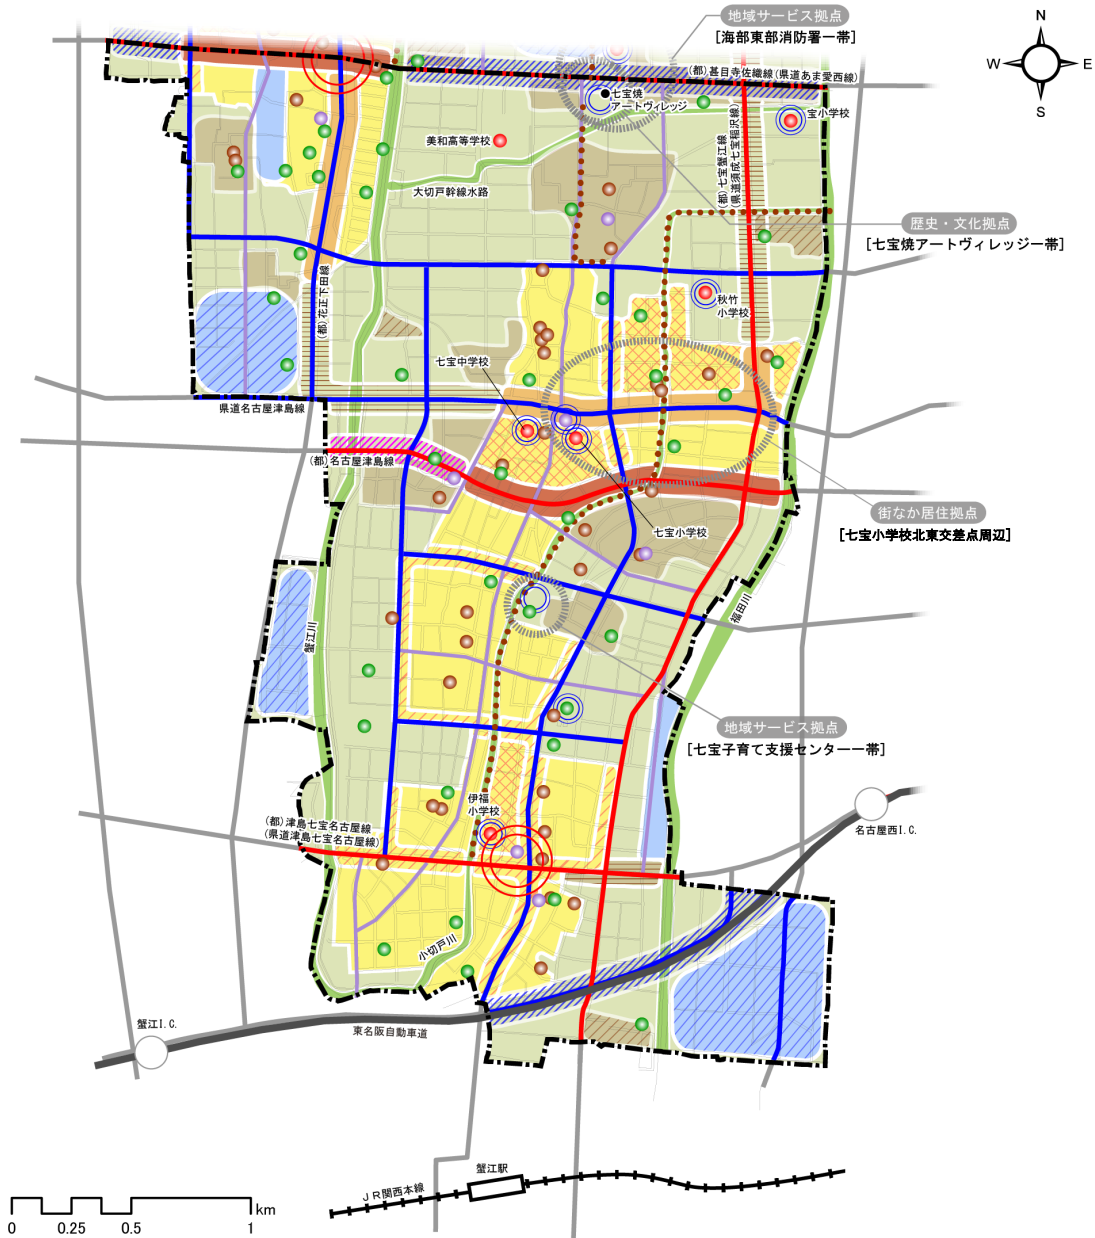 地域サービス拠点
[海部東部消防署一帯]
N
W
E
S
(都)甚目寺佐織線(県道あま愛西線)
七宝焼
アートヴィレッジ
宝小学校
美和高等学校
(都)七宝蟹江線
(県道須成七宝稲沢線)
大切戸幹線水路
歴史・文化拠点
[七宝焼アートヴィレッジ一帯]
(都)花正下田線
秋竹
小学校
七宝中学校
県道名古屋津島線
(都)名古屋津島線
街なか居住拠点
[七宝小学校北東交差点周辺]
七宝小学校
福田川
蟹江川
地域サービス拠点
[七宝子育て支援センター一帯]
伊福
小学校
(都)津島七宝名古屋線
(県道津島七宝名古屋線)
名古屋西I.C.
小切戸川
蟹江I.C.
東名阪自動車道
蟹江駅
JR関西本線
km
0
0.25
0.5
1